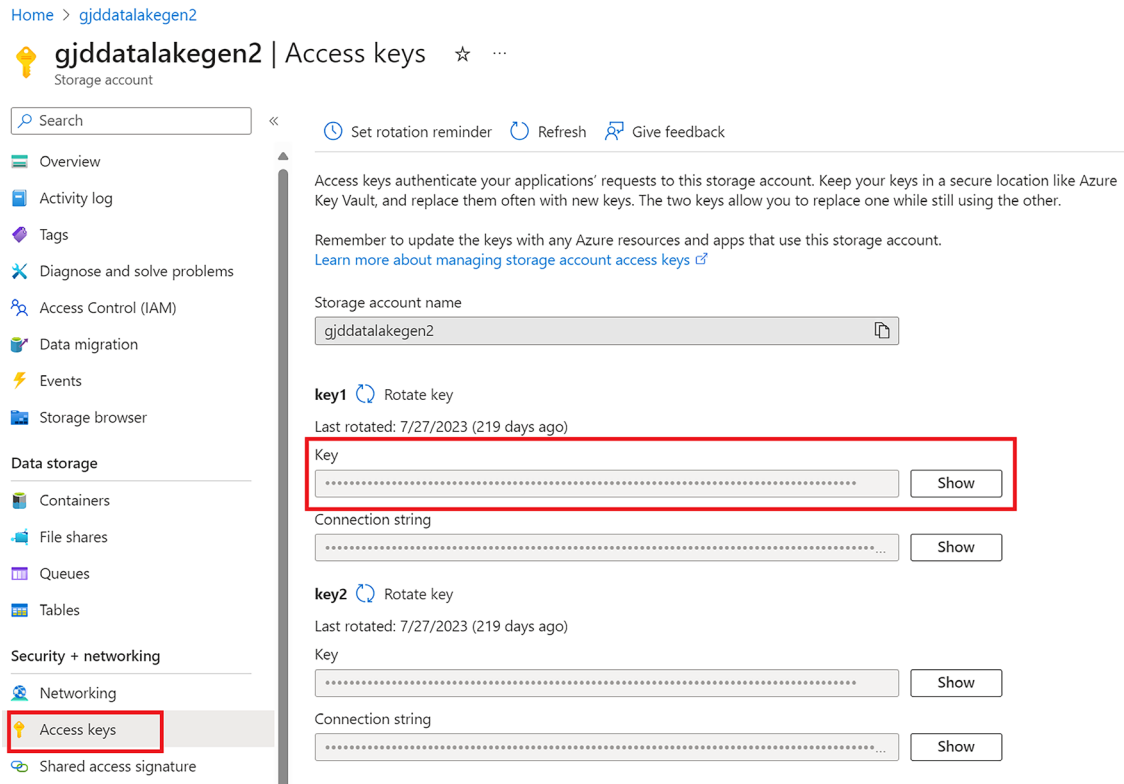 Home > gjddatalakegen2
gjddatalakegen2 | Access keys ☆ ···
Storage account
Search
«
Overview
Activity log
Tags
Diagnose and solve problems
Access Control (IAM)
Data migration
Events
Storage browser
Data storage
Containers
File shares
Queues
Tables
Security + networking
Networking
Access keys
Shared access signature
Set rotation reminder Refresh Give feedback
Access keys authenticate your applications’ requests to this storage account. Keep your keys in a secure location like Azure
Key Vault, and replace them often with new keys. The two keys allow you to replace one while still using the other.
Remember to update the keys with any Azure resources and apps that use this storage account.
Learn more about managing storage account access keys
Storage account name
gjddatalakegen2
key1 Rotate key
Last rotated: 7/27/2023 (219 days ago)
Key
Show
Connection string
... Show
key2 Rotate key
Last rotated: 7/27/2023 (219 days ago)
Key
Show
Connection string
... Show